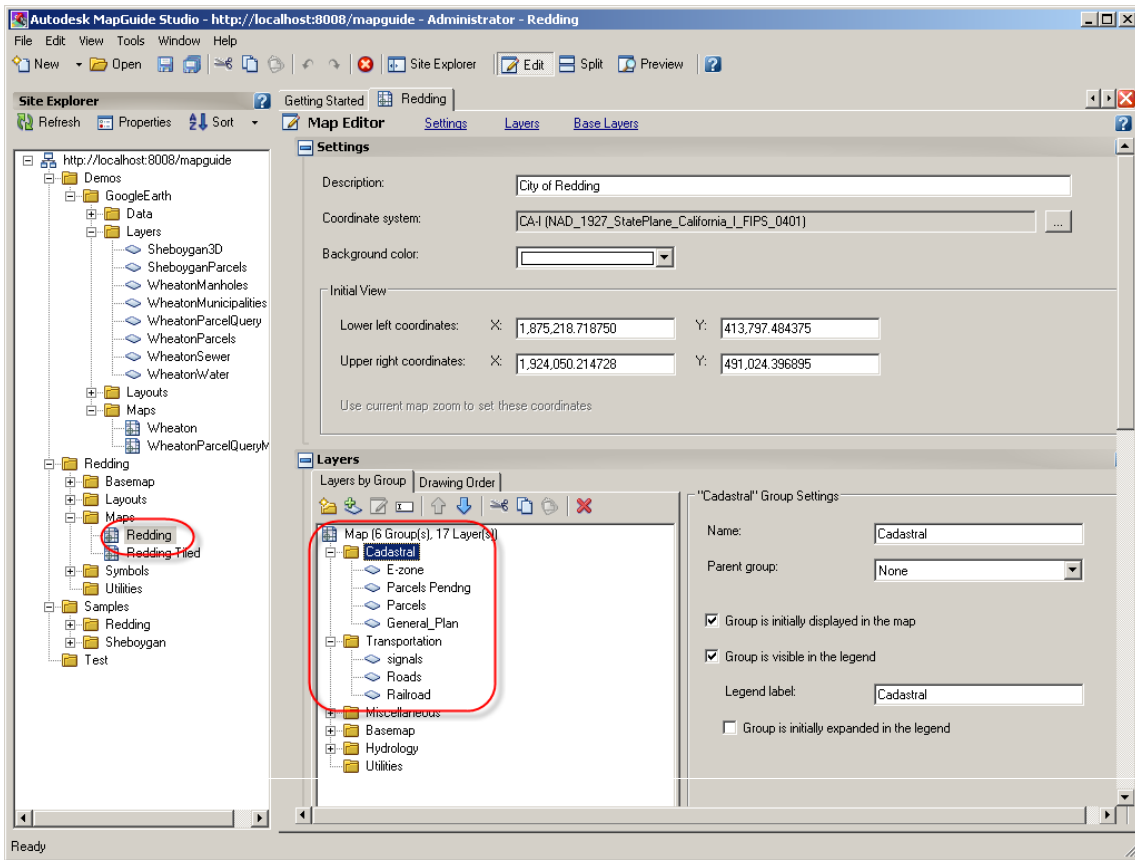 Autodesk MapGuide Studio - http://localhost:8008/mapguide - Administrator - Redding
File Edit View Tools Window Help
New Open Site Explorer Edit Split Preview
Site Explorer
Refresh Properties Sort
http://localhost:8008/mapguide
Demos
GoogleEarth
Data
Layers
Sheboygan3D
SheboyganParcels
WheatonManholes
WheatonMunicipalities
WheatonParcelQuery
WheatonParcels
WheatonSewer
WheatonWater
Layouts
Maps
Wheaton
WheatonParcelQueryM
Redding
Basemap
Layouts
Maps
Redding
Redding Tiled
Symbols
Utilities
Samples
Redding
Sheboygan
Test
Getting Started Redding
Map Editor Settings Layers Base Layers
Settings
Description: City of Redding
Coordinate system: CA-I (NAD_1927_StatePlane_California_I_FIPS_0401) ...
Background color:
Initial View
Lower left coordinates: X: 1,875,218.718750 Y: 413,797.484375
Upper right coordinates: X: 1,924,050.214728 Y: 491,024.396895
Use current map zoom to set these coordinates
Layers
Layers by Group Drawing Order
Map (6 Group(s), 17 Layer(s))
Cadastral
E-zone
Parcels Pendng
Parcels
General_Plan
Transportation
signals
Roads
Railroad
Miscellaneous
Basemap
Hydrology
Utilities
"Cadastral" Group Settings
Name: Cadastral
Parent group: None
Group is initially displayed in the map
Group is visible in the legend
Legend label: Cadastral
Group is initially expanded in the legend
Ready